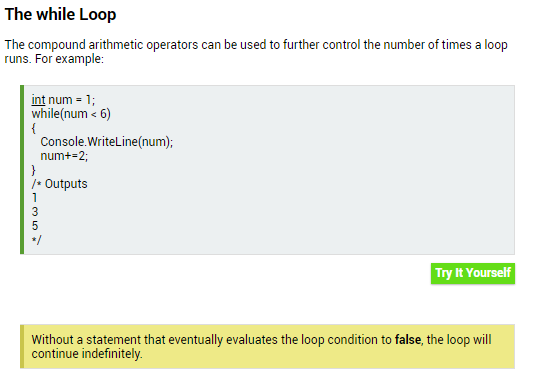 The while Loop
The compound arithmetic operators can be used to further control the number of times a loop
runs. For example:
int num = 1;
while(num < 6)
{
Console.WriteLine(num);
num+=2;
}
/* Outputs
1
3
5
*/
Try It Yourself
Without a statement that eventually evaluates the loop condition to false, the loop will
continue indefinitely.